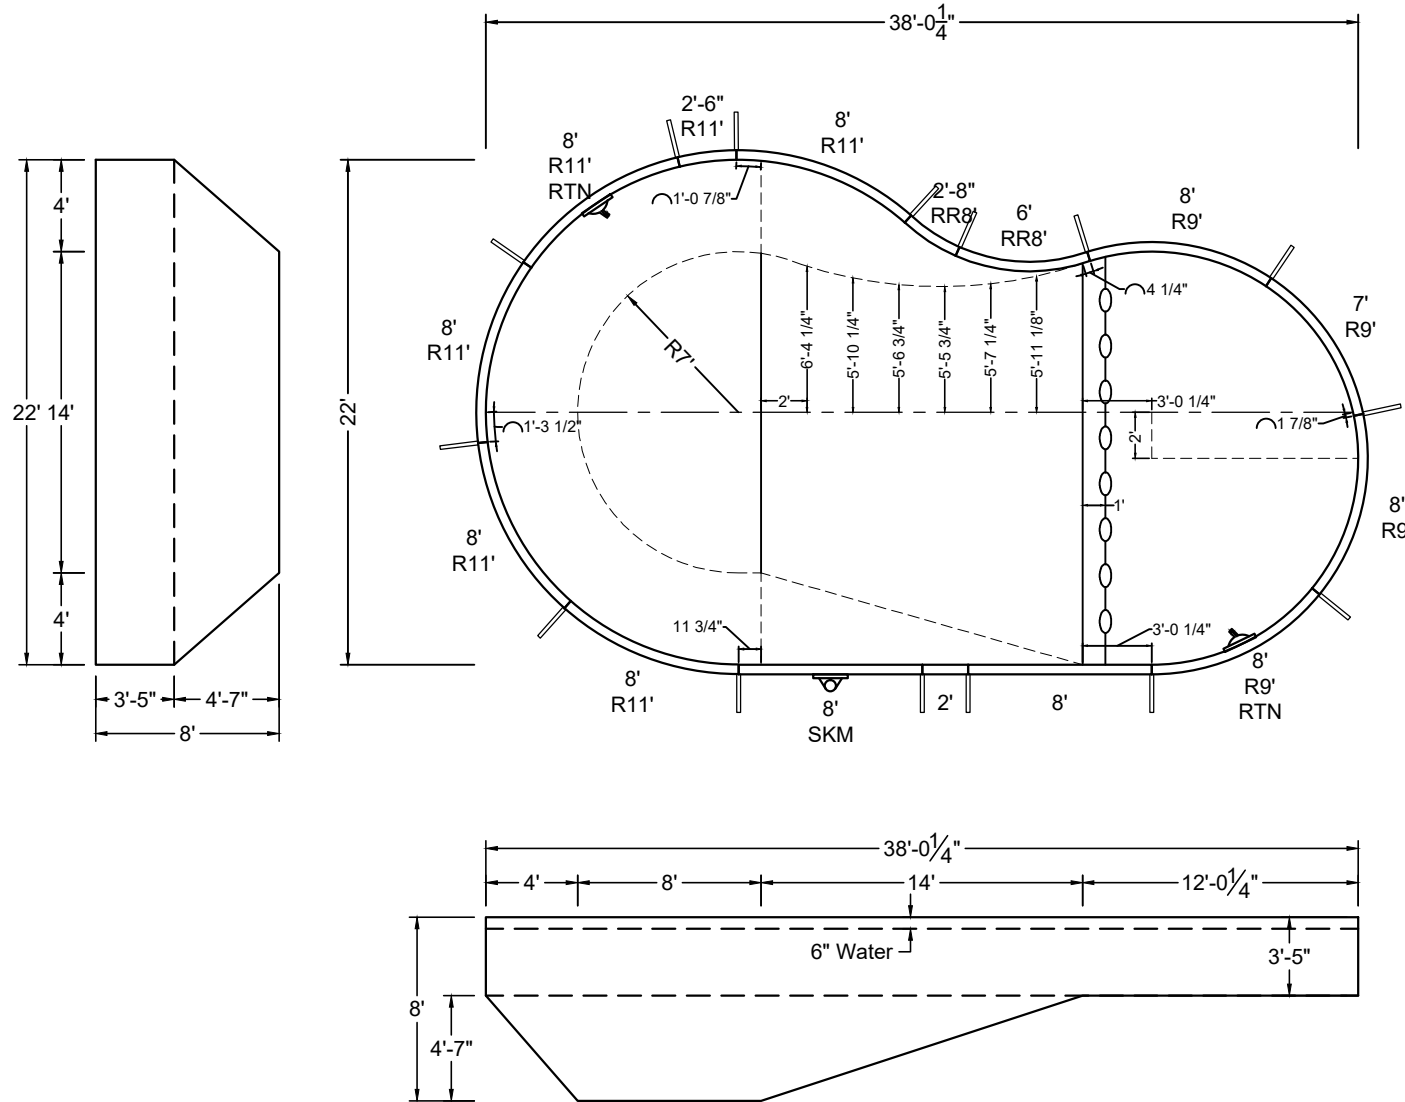 38'-0 1/4"
2'-6"
R11'
8'
R11'
8'
R11'
RTN
1'-0 7/8"
2'-8"
RR8'
6'
RR8'
8'
R9'
4 1/4"
7'
R9'
4'
22'
14'
4'
22'
8'
R11'
R7'
2'
6'-4 1/4"
5'-10 1/4"
5'-6 3/4"
5'-5 3/4"
5'-7 1/4"
5'-11 1/8"
3'-0 1/4"
1'-3 1/2"
1 7/8"
2'
1'
8'
R9
8'
R11'
11 3/4"
3'-0 1/4"
8'
R11'
8'
SKM
2'
8'
8'
R9'
RTN
3'-5"
4'-7"
8'
38'-0 1/4"
4'
8'
14'
12'-0 1/4"
6" Water
3'-5"
8'
4'-7"